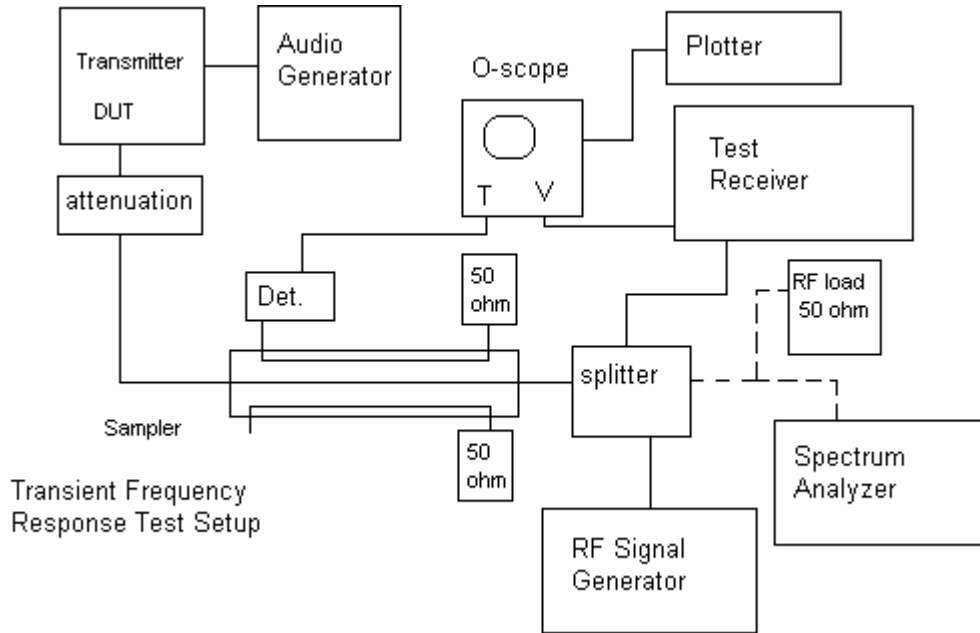 Transmitter
DUT
Audio
Generator
O-scope
T V
Plotter
Test
Receiver
attenuation
Det.
50
ohm
RF load
50 ohm
splitter
Sampler
50
ohm
Spectrum
Analyzer
Transient Frequency
Response Test Setup
RF Signal
Generator